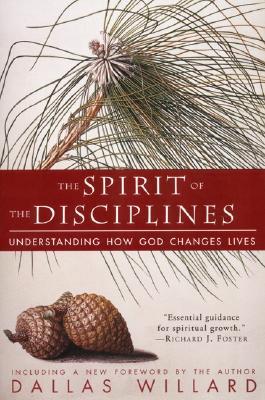 THE SPIRIT OF
THE DISCIPLINES
UNDERSTANDING HOW GOD CHANGES LIVES
"Essential guidance
for spiritual growth."
—RICHARD J. FOSTER
INCLUDING A NEW FOREWORD BY THE AUTHOR
DALLAS WILLARD